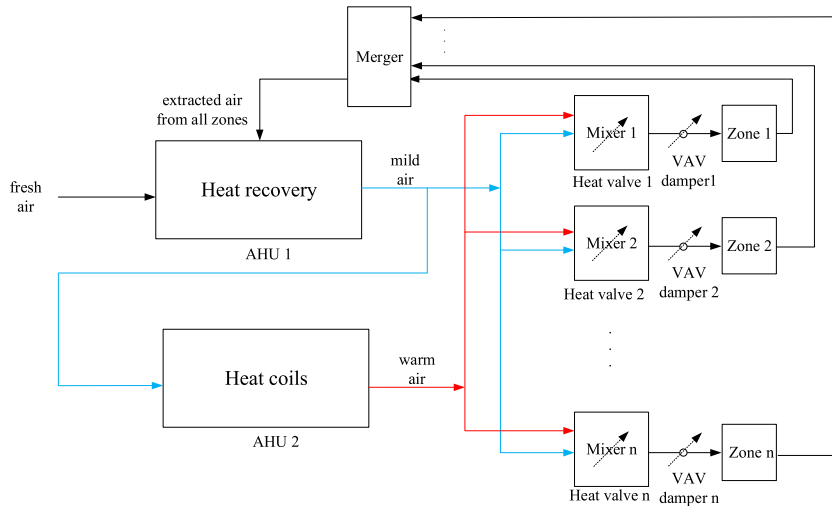 Merger
extracted air
from all zones
Mixer 1
Zone 1
Heat valve 1
VAV
damper1
fresh
air
Heat recovery
mild
air
AHU 1
Mixer 2
Zone 2
Heat valve 2
VAV
damper 2
Heat coils
warm
air
AHU 2
Mixer n
Zone n
Heat valve n
VAV
damper n